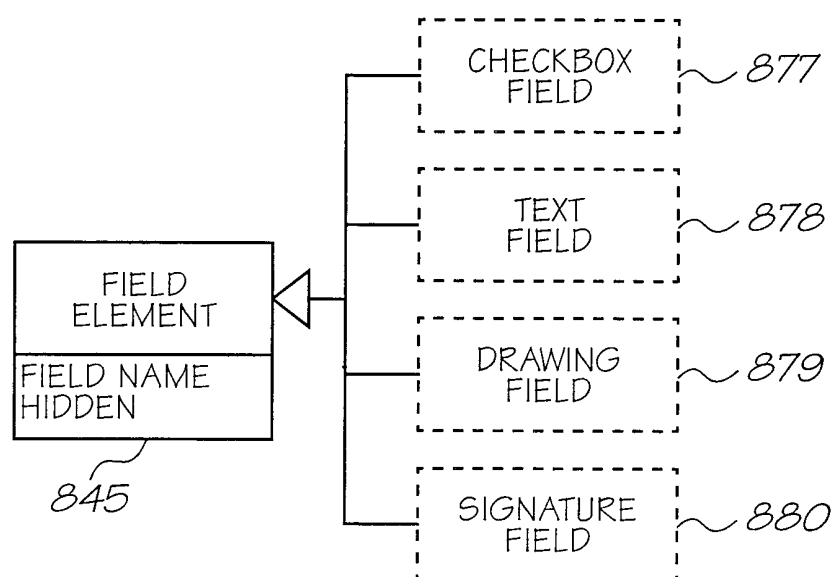 CHECKBOX
FIELD
877
TEXT
FIELD
878
FIELD
ELEMENT
FIELD NAME
HIDDEN
845
DRAWING
FIELD
879
SIGNATURE
FIELD
880